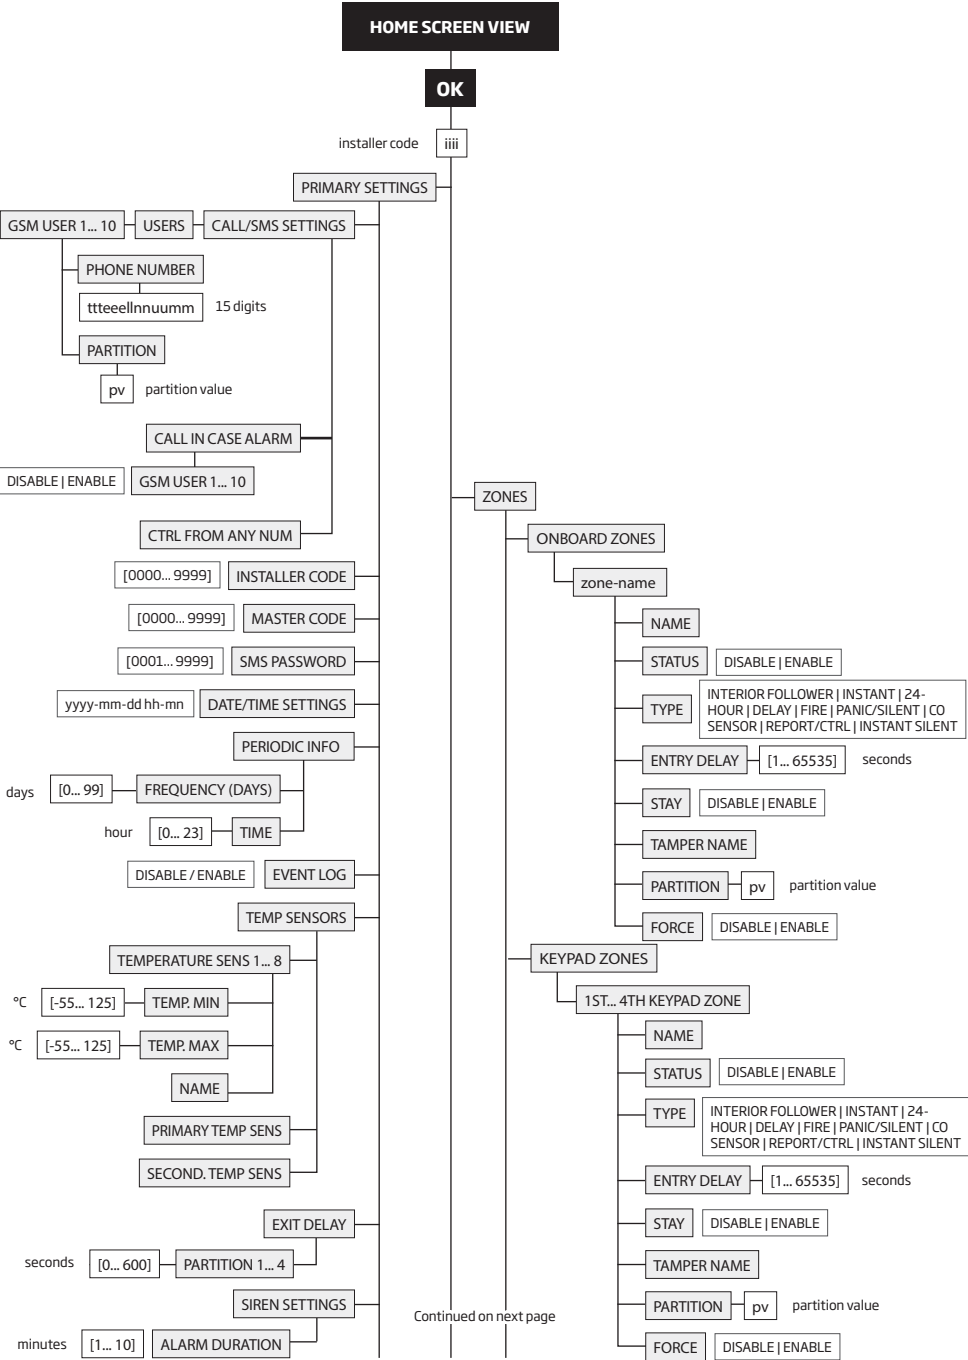 HOME SCREEN VIEW
OK
installer code
iiii
PRIMARY SETTINGS
GSM USER 1... 10
USERS
CALL/SMS SETTINGS
PHONE NUMBER
ttteeellnnuumm
15 digits
PARTITION
pv
partition value
CALL IN CASE ALARM
DISABLE | ENABLE
GSM USER 1... 10
CTRL FROM ANY NUM
[0000... 9999]
INSTALLER CODE
[0000... 9999]
MASTER CODE
[0001... 9999]
SMS PASSWORD
yyyy-mm-dd hh-mn
DATE/TIME SETTINGS
PERIODIC INFO
days
[0... 99]
FREQUENCY (DAYS)
hour
[0... 23]
TIME
DISABLE / ENABLE
EVENT LOG
TEMP SENSORS
TEMPERATURE SENS 1... 8
°C
[-55... 125]
TEMP. MIN
°C
[-55... 125]
TEMP. MAX
NAME
PRIMARY TEMP SENS
SECOND. TEMP SENS
EXIT DELAY
seconds
[0... 600]
PARTITION 1... 4
SIREN SETTINGS
minutes
[1... 10]
ALARM DURATION
ZONES
ONBOARD ZONES
zone-name
NAME
STATUS
DISABLE | ENABLE
TYPE
INTERIOR FOLLOWER | INSTANT | 24-
HOUR | DELAY | FIRE | PANIC/SILENT | CO
SENSOR | REPORT/CTRL | INSTANT SILENT
ENTRY DELAY
[1... 65535]
seconds
STAY
DISABLE | ENABLE
TAMPER NAME
PARTITION
pv
partition value
FORCE
DISABLE | ENABLE
KEYPAD ZONES
1ST... 4TH KEYPAD ZONE
NAME
STATUS
DISABLE | ENABLE
TYPE
INTERIOR FOLLOWER | INSTANT | 24-
HOUR | DELAY | FIRE | PANIC/SILENT | CO
SENSOR | REPORT/CTRL | INSTANT SILENT
ENTRY DELAY
[1... 65535]
seconds
STAY
DISABLE | ENABLE
TAMPER NAME
PARTITION
pv
partition value
FORCE
DISABLE | ENABLE
Continued on next page